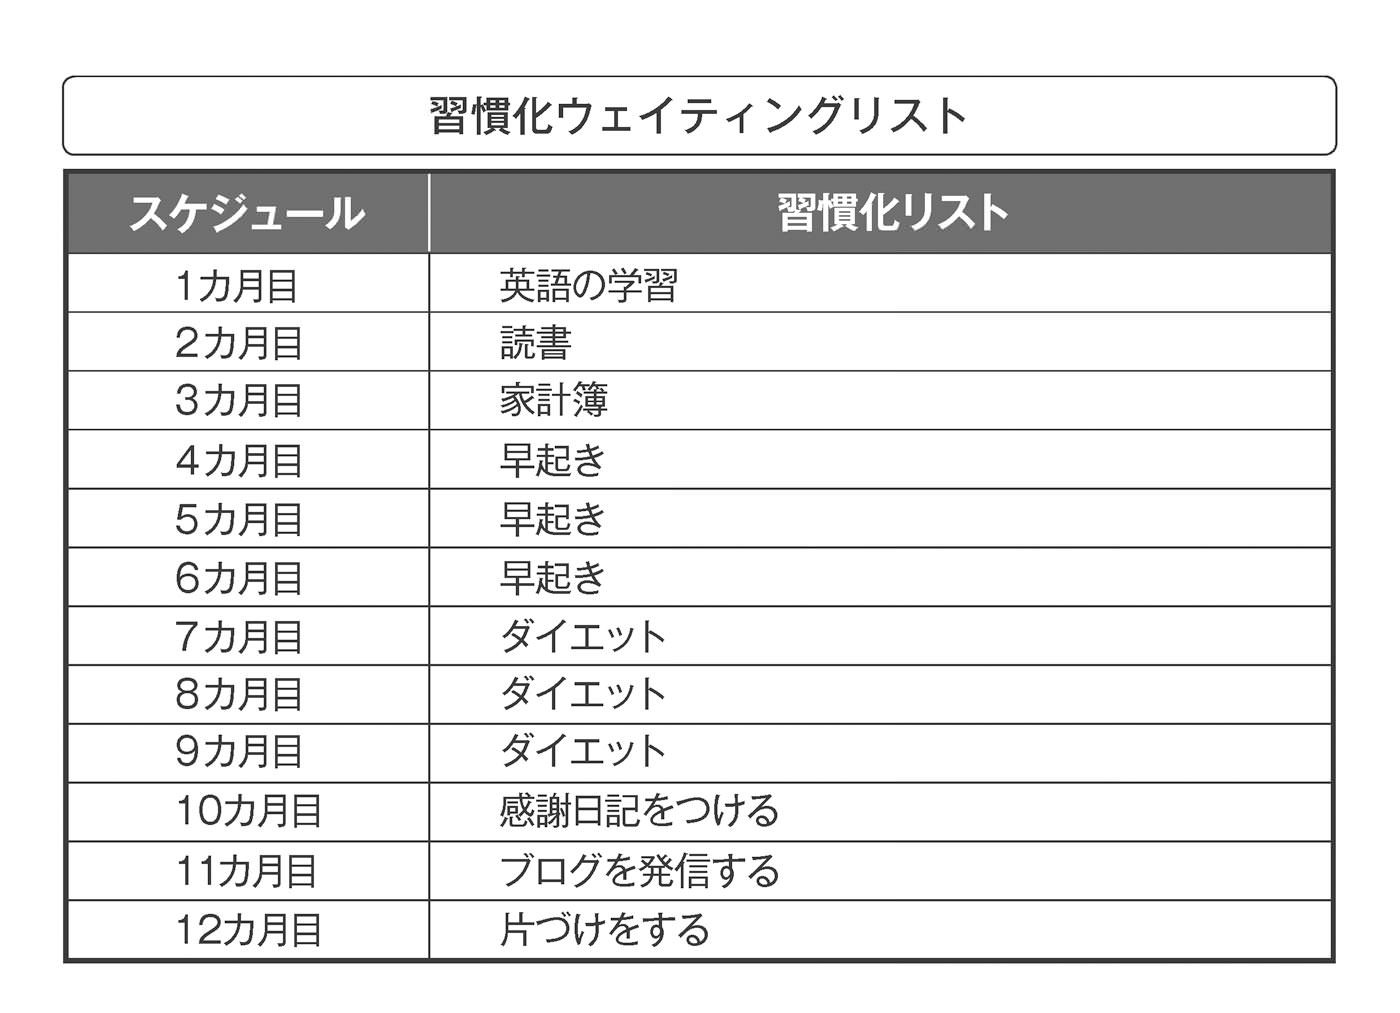 習慣化ウェイティングリスト
スケジュール 習慣化リスト
1カ月目 英語の学習
2カ月目 読書
3カ月目 家計簿
4カ月目 早起き
5カ月目 早起き
6カ月目 早起き
7カ月目 ダイエット
8カ月目 ダイエット
9カ月目 ダイエット
10カ月目 感謝日記をつける
11カ月目 ブログを発信する
12カ月目 片づけをする